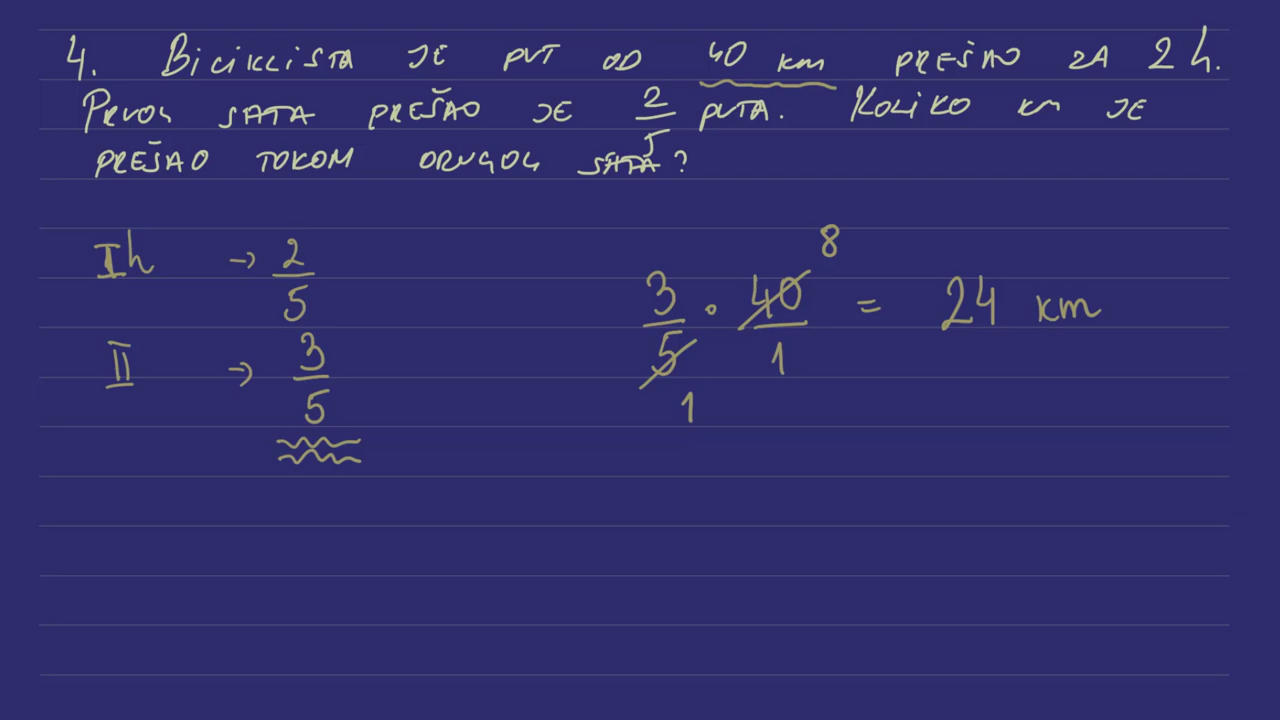 4. Biciklista je put od 40 km prešao za 2 h.
Prvog sata prešao je 2/5 puta. Koliko km je
prešao tokom drugog sata?
I h → 2/5
II → 3/5
3/5 · 40/1 = 24 km
8
1